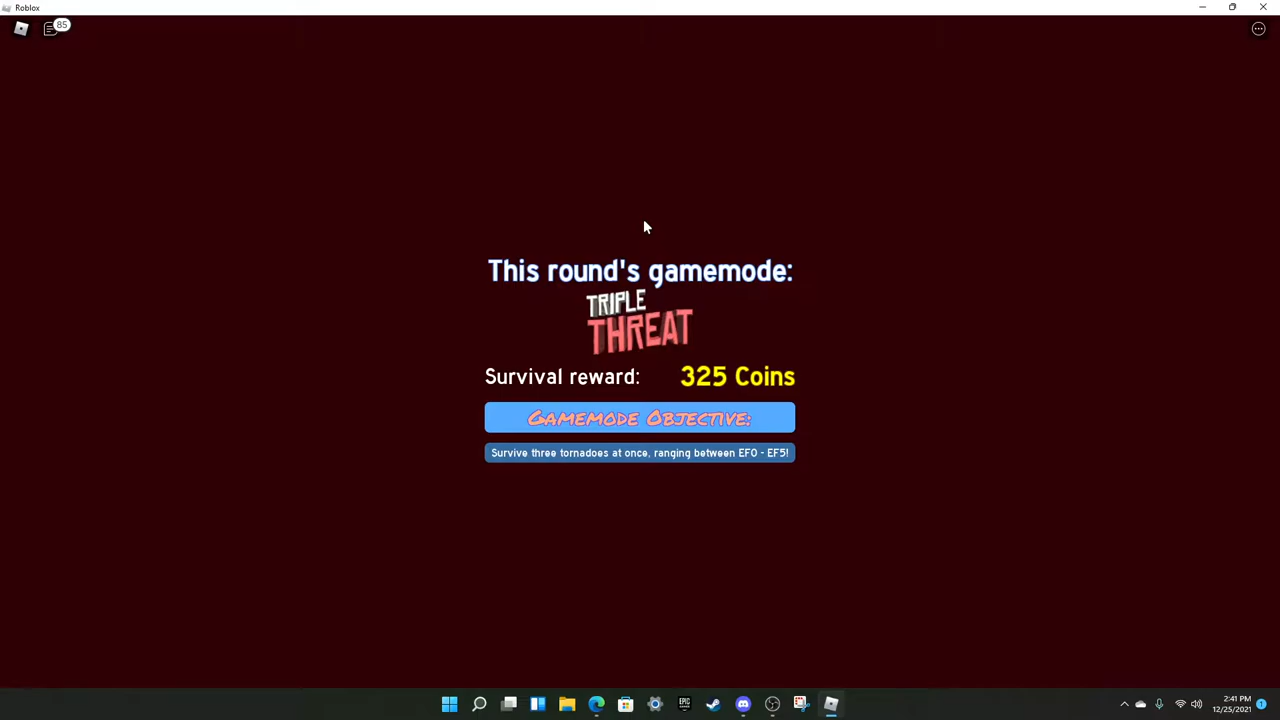 Roblox
85
This round's gamemode:
TRIPLE
THREAT
Survival reward: 325 Coins
Gamemode Objective:
Survive three tornadoes at once, ranging between EF0 - EF5!
EPIC
2:41 PM
12/25/2021